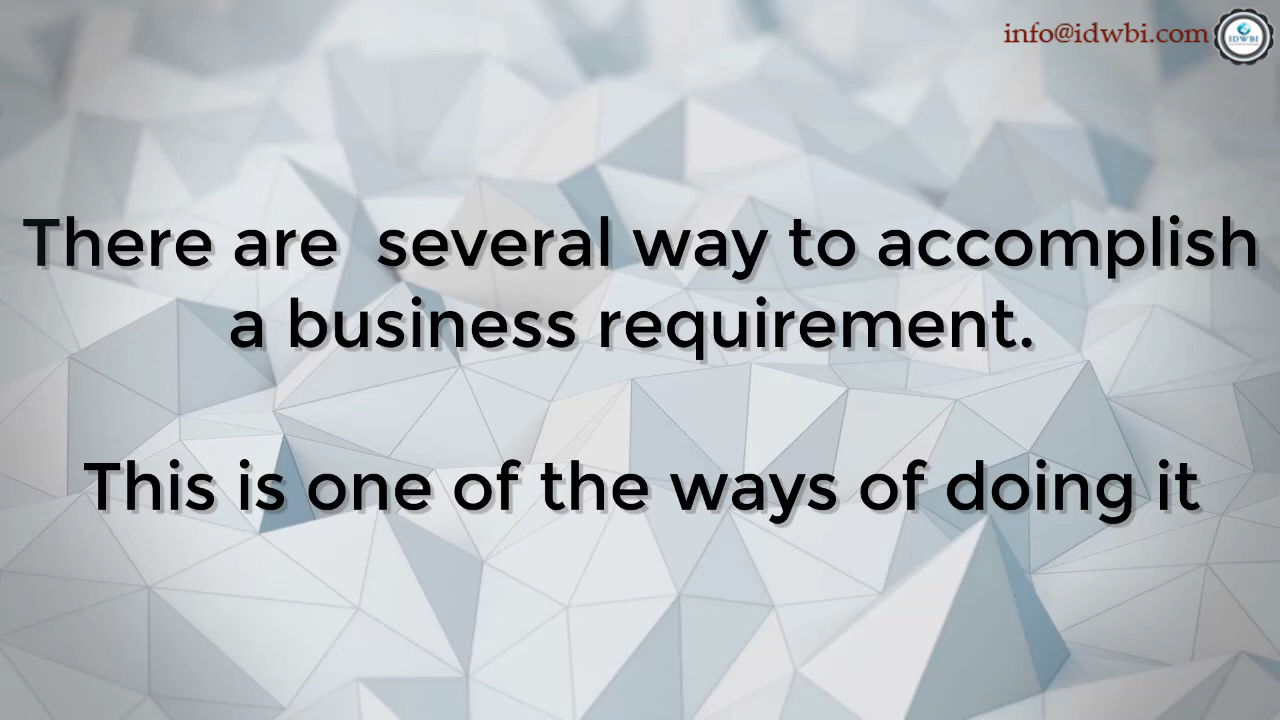 info@idwbi.com
IDWBI
There are  several way to accomplish
a business requirement.
This is one of the ways of doing it